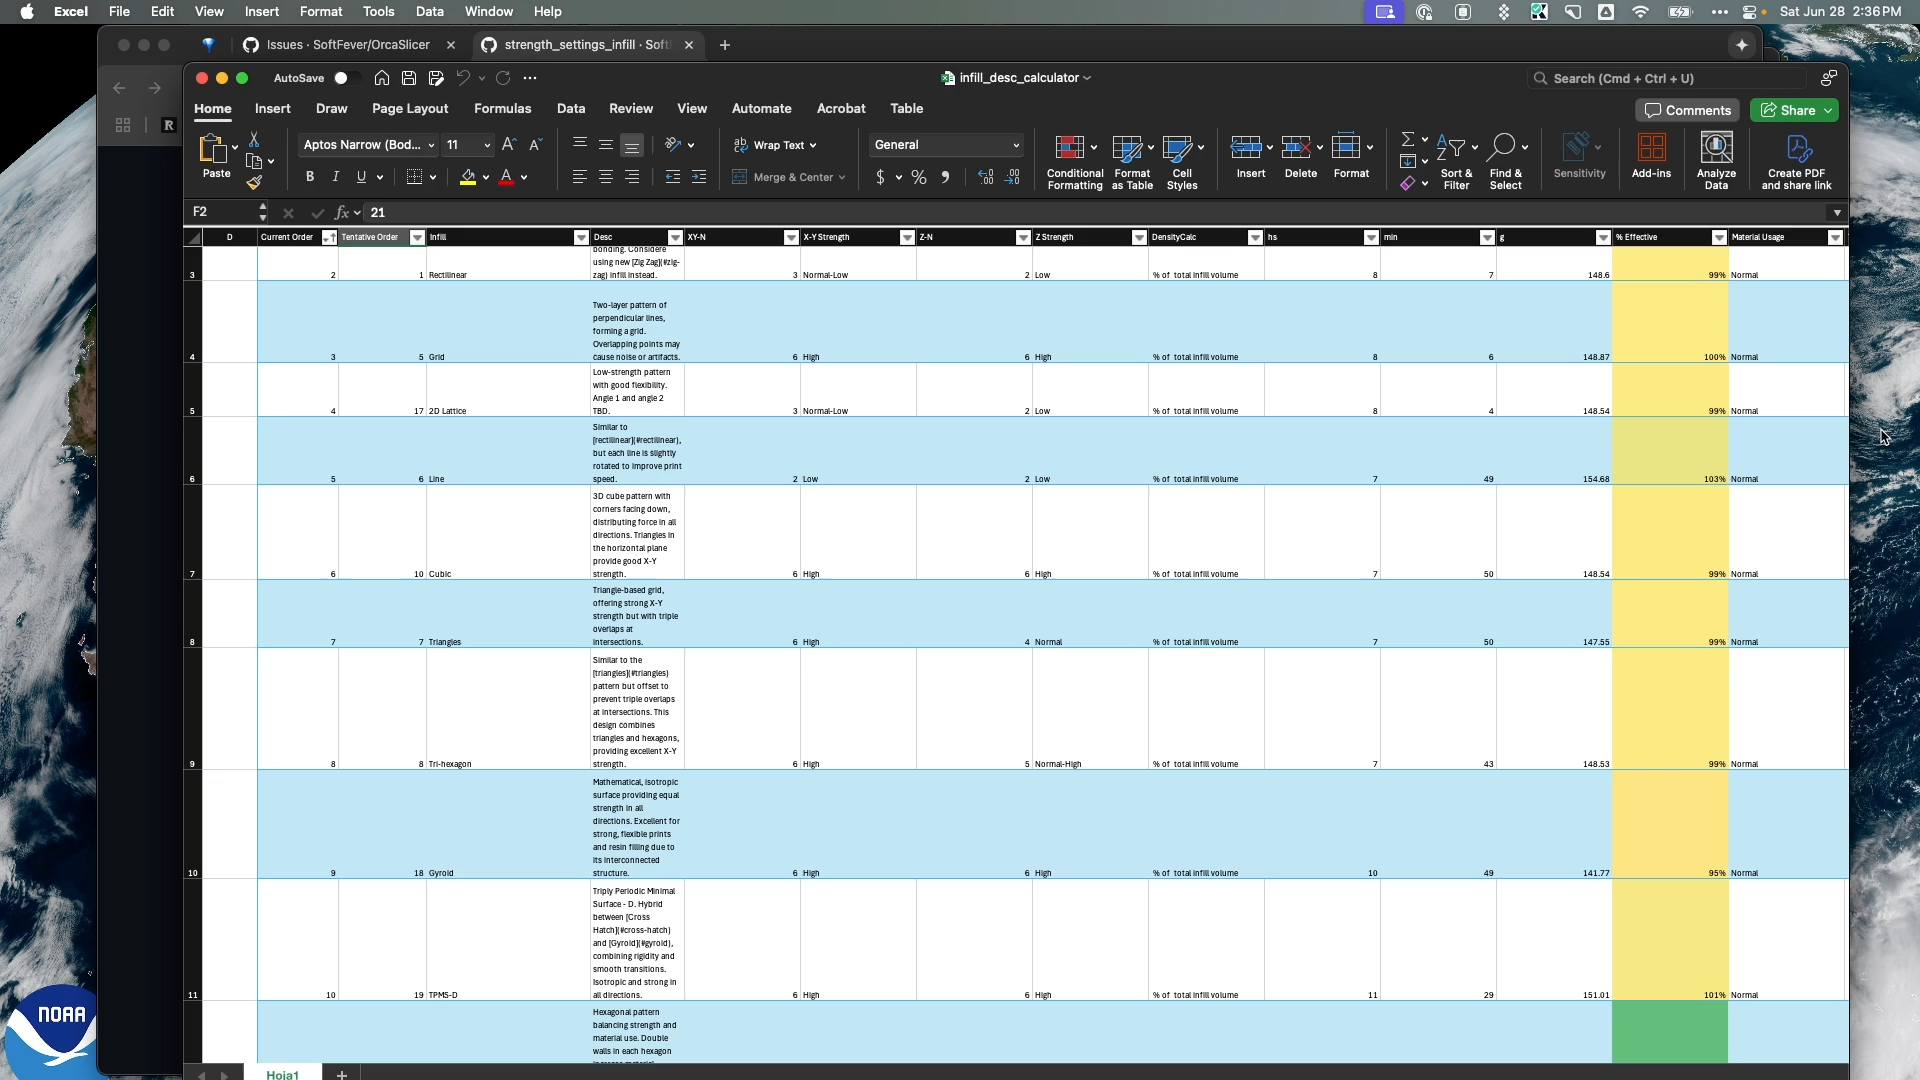 Excel File Edit View Insert Format Tools Data Window Help Sat Jun 28 2:36 PM
Issues · SoftFever/OrcaSlicer strength_settings_infill · Soft
AutoSave infill_desc_calculator Search (Cmd + Ctrl + U)
Home Insert Draw Page Layout Formulas Data Review View Automate Acrobat Table Comments Share
R
Paste Aptos Narrow (Bod... 11 Wrap Text General
B I U A Merge & Center $ %
Conditional Formatting
Format as Table
Cell Styles
Insert Delete Format
Sort & Filter
Find & Select
Sensitivity
Add-ins
Analyze Data
Create PDF and share link
F2 fx 21
D Current Order Tentative Order Infill Desc XY-N X-Y Strength Z-N Z Strength DensityCalc hs min g % Effective Material Usage
bonding. Considere
using new [Zig Zag](#zig-
3 2 1 Rectilinear zag) infill instead. 3 Normal-Low 2 Low % of total infill volume 8 7 148.6 99% Normal
Two-layer pattern of
perpendicular lines,
forming a grid.
Overlapping points may
4 3 5 Grid cause noise or artifacts. 6 High 6 High % of total infill volume 8 6 148.87 100% Normal
Low-strength pattern
with good flexibility.
Angle 1 and angle 2
5 4 17 2D Lattice TBD. 3 Normal-Low 2 Low % of total infill volume 8 4 148.54 99% Normal
Similar to
[rectilinear](#rectilinear),
but each line is slightly
rotated to improve print
6 5 6 Line speed. 2 Low 2 Low % of total infill volume 7 49 154.68 103% Normal
3D cube pattern with
corners facing down,
distributing force in all
directions. Triangles in
the horizontal plane
provide good X-Y
7 6 10 Cubic strength. 6 High 6 High % of total infill volume 7 50 148.54 99% Normal
Triangle-based grid,
offering strong X-Y
strength but with triple
overlaps at
8 7 7 Triangles intersections. 6 High 4 Normal % of total infill volume 7 50 147.55 99% Normal
Similar to the
[triangles](#triangles)
pattern but offset to
prevent triple overlaps
at intersections. This
design combines
triangles and hexagons,
providing excellent X-Y
9 8 8 Tri-hexagon strength. 6 High 5 Normal-High % of total infill volume 7 43 148.53 99% Normal
Mathematical, isotropic
surface providing equal
strength in all
directions. Excellent for
strong, flexible prints
and resin filling due to
its interconnected
10 9 18 Gyroid structure. 6 High 6 High % of total infill volume 10 49 141.77 95% Normal
Triply Periodic Minimal
Surface - D. Hybrid
between [Cross
Hatch](#cross-hatch)
and [Gyroid](#gyroid),
combining rigidity and
smooth transitions.
Isotropic and strong in
11 10 19 TPMS-D all directions. 6 High 6 High % of total infill volume 11 29 151.01 101% Normal
Hexagonal pattern
balancing strength and
material use. Double
walls in each hexagon
NOAA
Hoja1